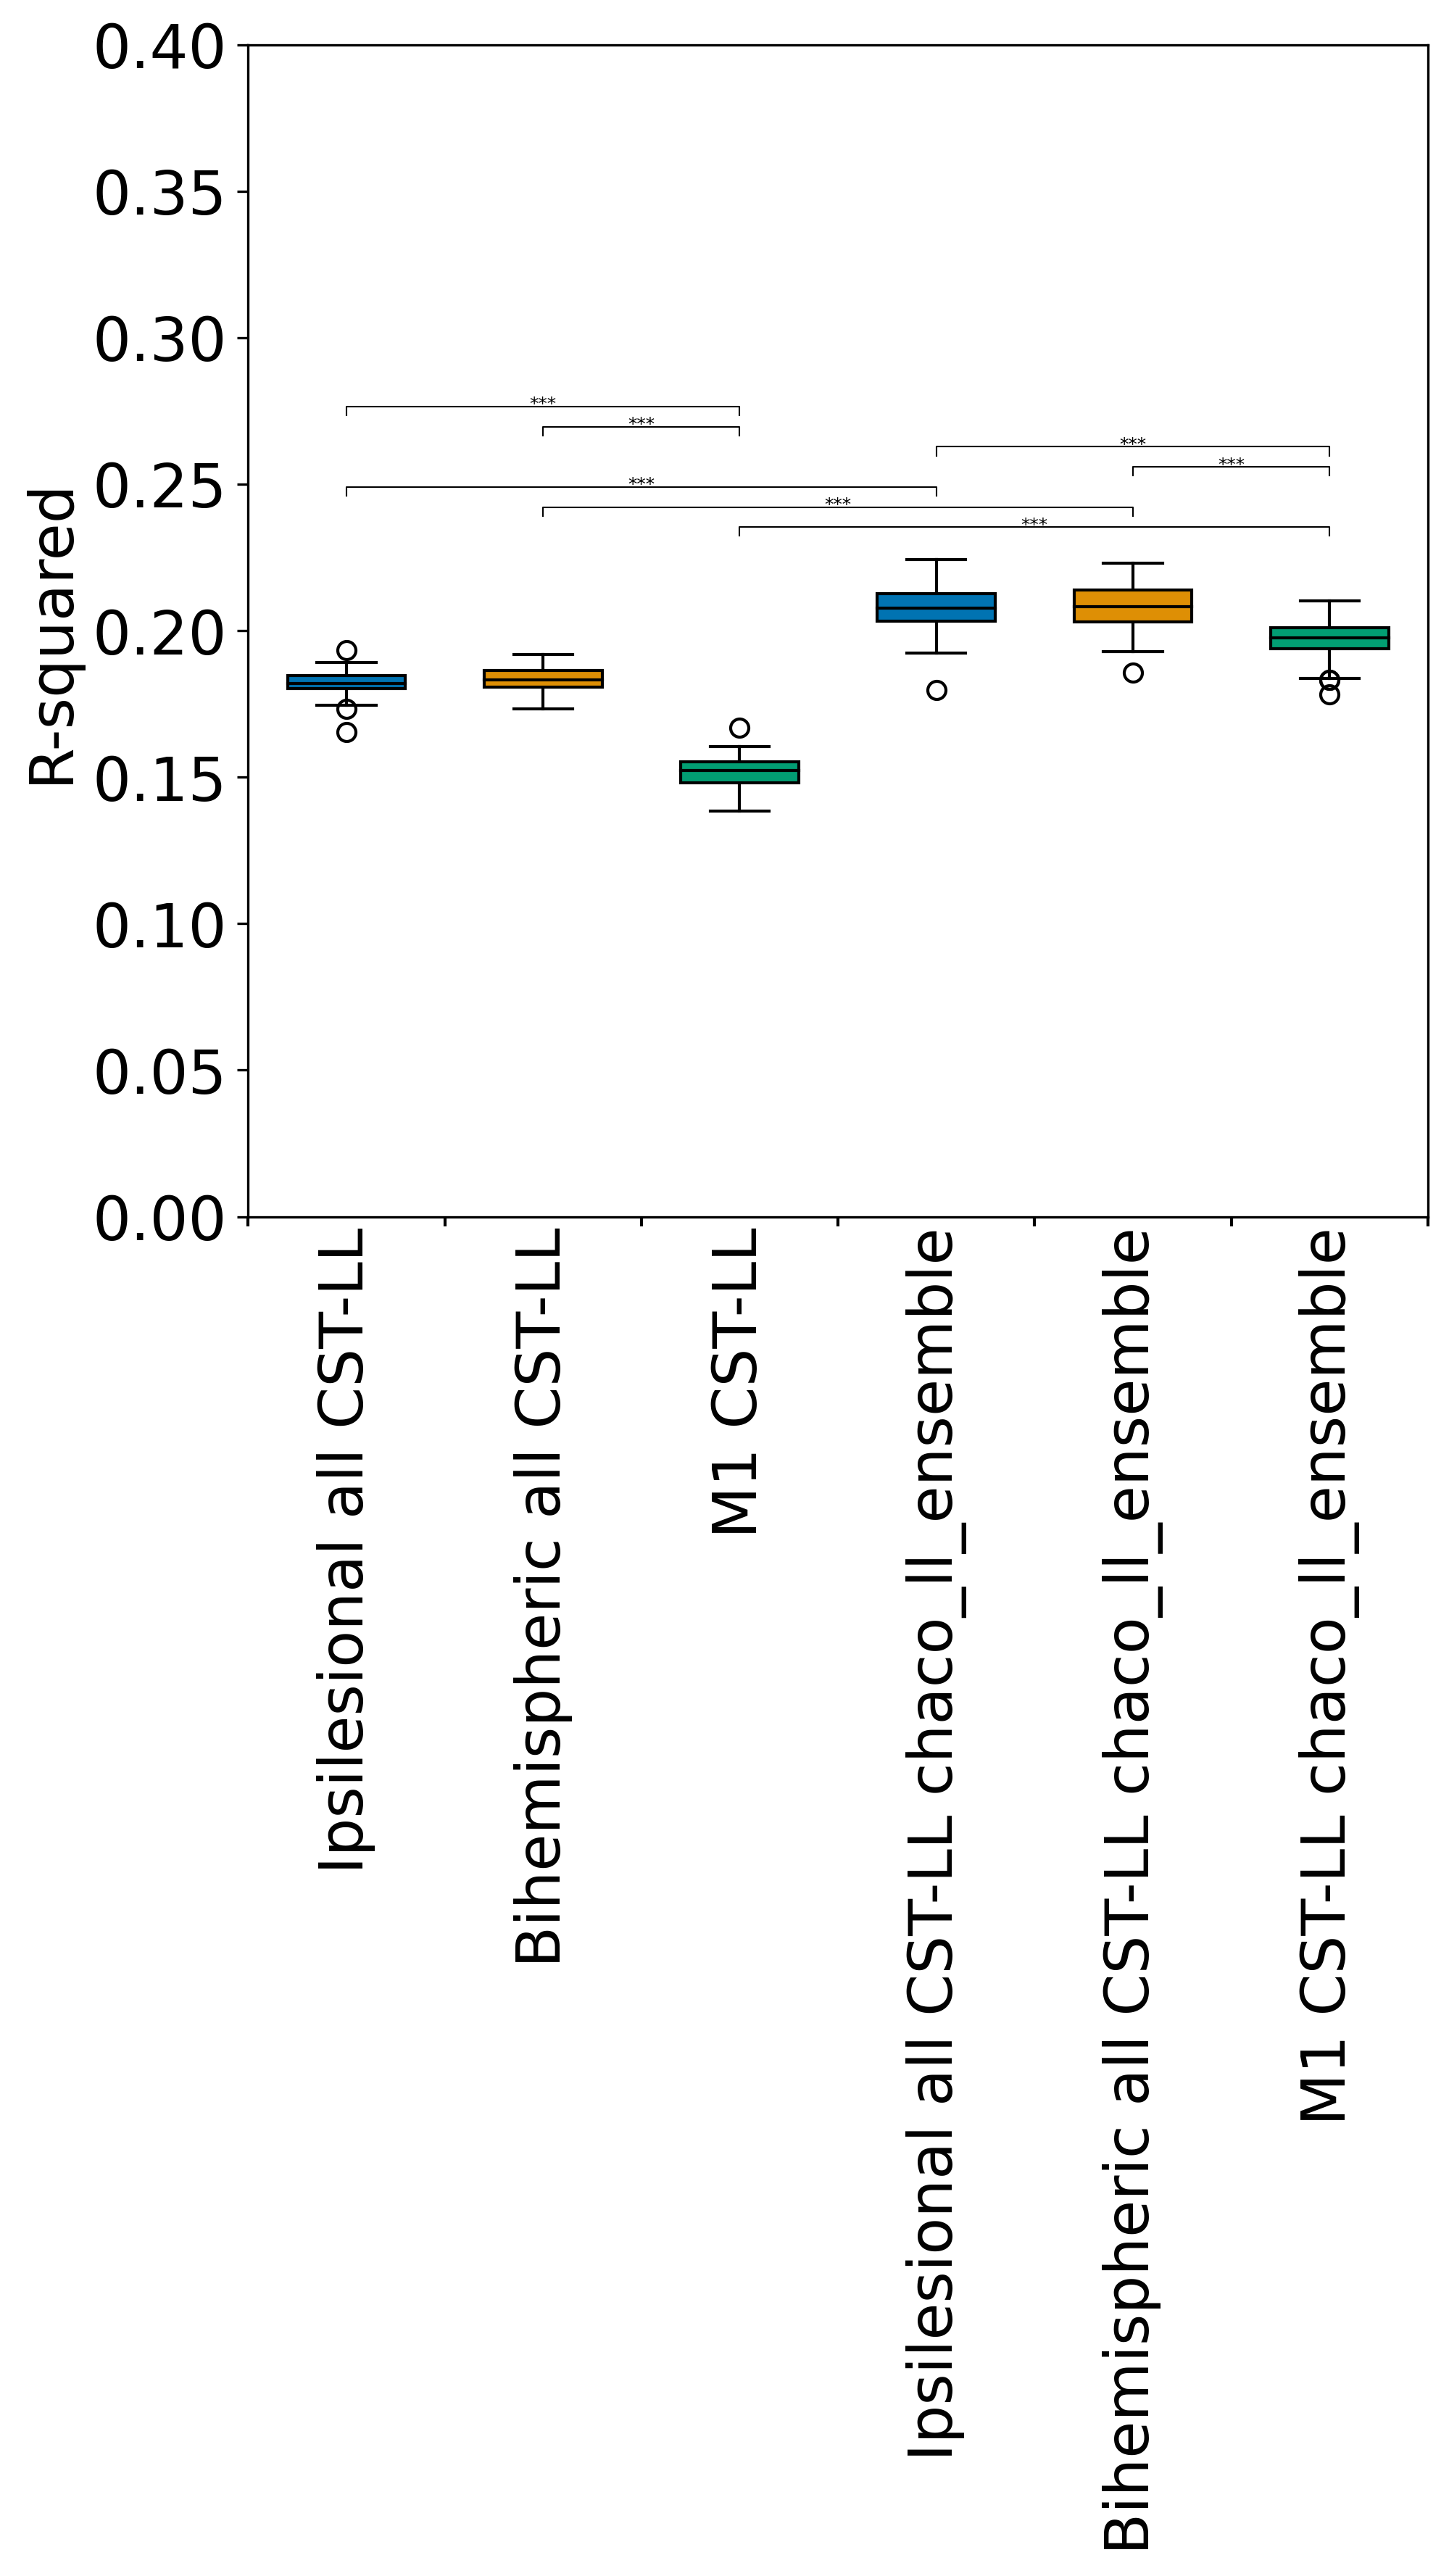 0.40
0.35
0.30
0.25
0.20
0.15
0.10
0.05
0.00
R-squared
***
***
***
***
***
***
***
Ipsilesional all CST-LL
Bihemispheric all CST-LL
M1 CST-LL
Ipsilesional all CST-LL chaco_ll_ensemble
Bihemispheric all CST-LL chaco_ll_ensemble
M1 CST-LL chaco_ll_ensemble